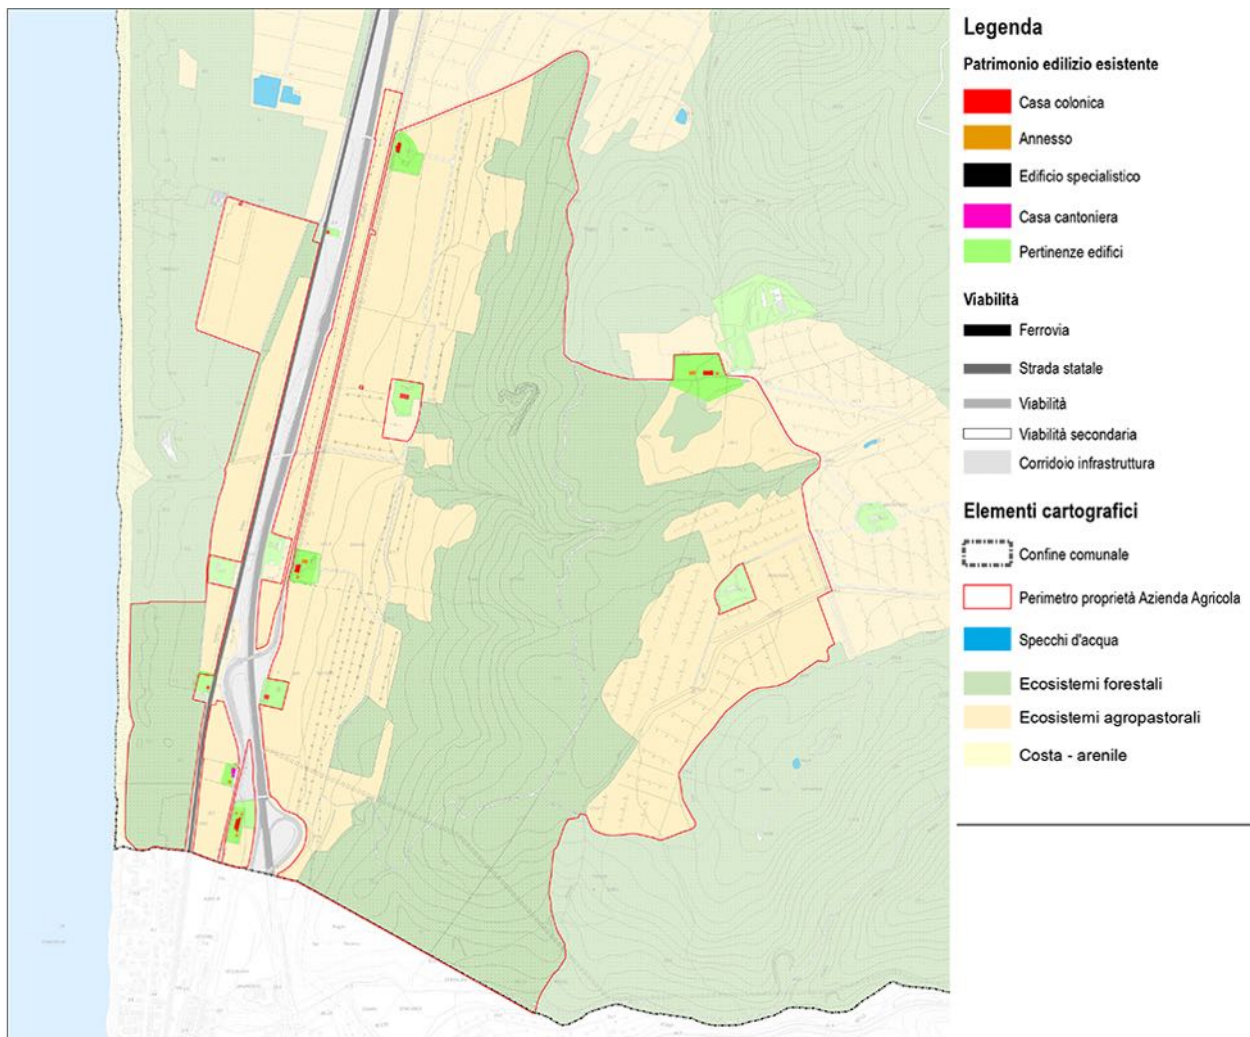 Legenda
Patrimonio edilizio esistente
Casa colonica
Annesso
Edificio specialistico
Casa cantoniera
Pertinenze edifici
Viabilità
Ferrovia
Strada statale
Viabilità
Viabilità secondaria
Corridoio infrastruttura
Elementi cartografici
Confine comunale
Perimetro proprietà Azienda Agricola
Specchi d'acqua
Ecosistemi forestali
Ecosistemi agropastorali
Costa - arenile